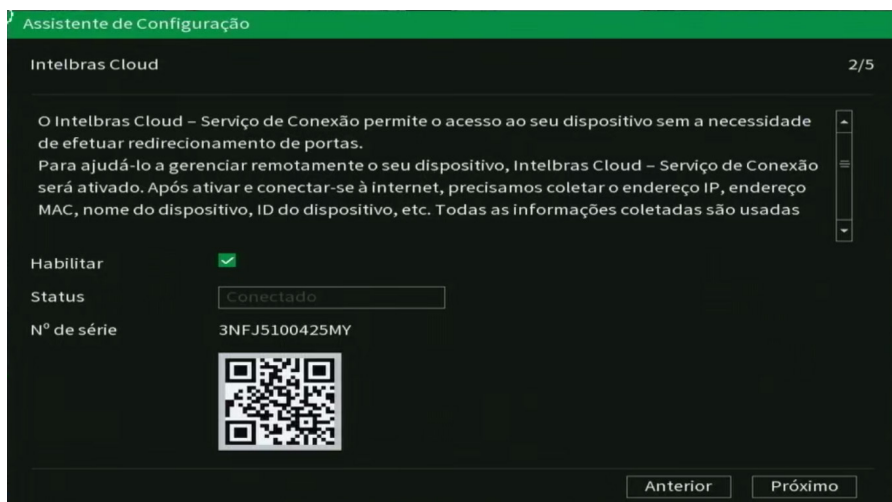 Assistente de Configuração
Intelbras Cloud 2/5
O Intelbras Cloud – Serviço de Conexão permite o acesso ao seu dispositivo sem a necessidade
de efetuar redirecionamento de portas.
Para ajudá-lo a gerenciar remotamente o seu dispositivo, Intelbras Cloud – Serviço de Conexão
será ativado. Após ativar e conectar-se à internet, precisamos coletar o endereço IP, endereço
MAC, nome do dispositivo, ID do dispositivo, etc. Todas as informações coletadas são usadas
Habilitar
Status Conectado
Nº de série 3NFJ5100425MY
Anterior Próximo